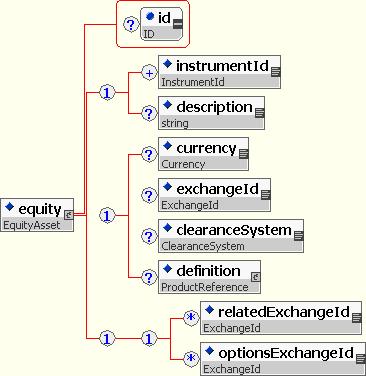 ? id
ID
1 + instrumentId
InstrumentId
? description
string
? currency
Currency
? exchangeId
ExchangeId
equity
EquityAsset
1
? clearanceSystem
ClearanceSystem
? definition
ProductReference
1 1 * relatedExchangeId
ExchangeId
* optionsExchangeId
ExchangeId